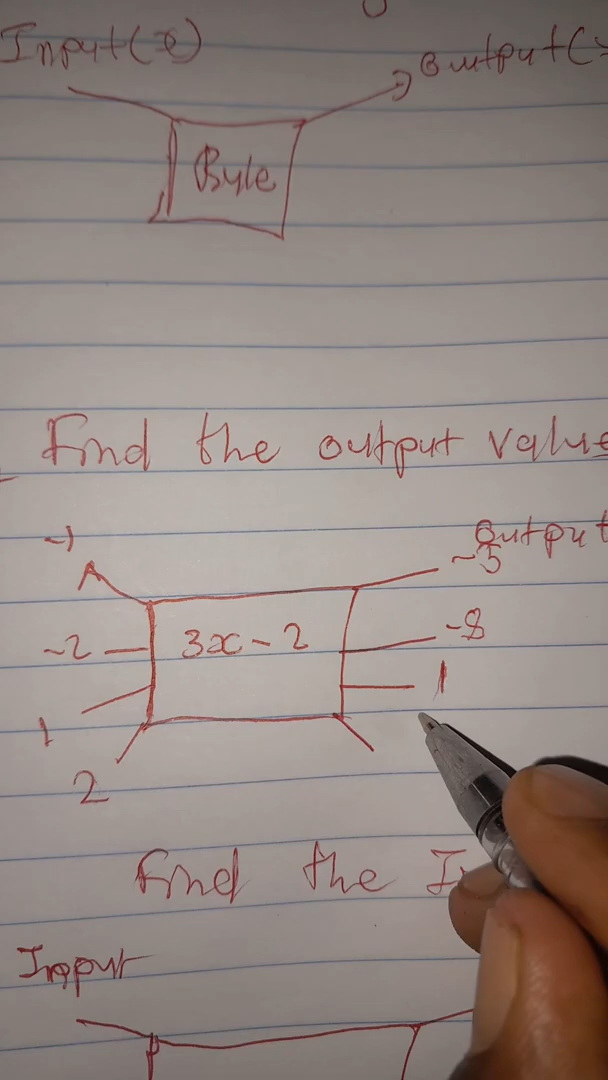 Input(x)
Output(
Rule
Find the output value
Output
-1
-5
-2
3x-2
-8
1
1
2
Find the
Input